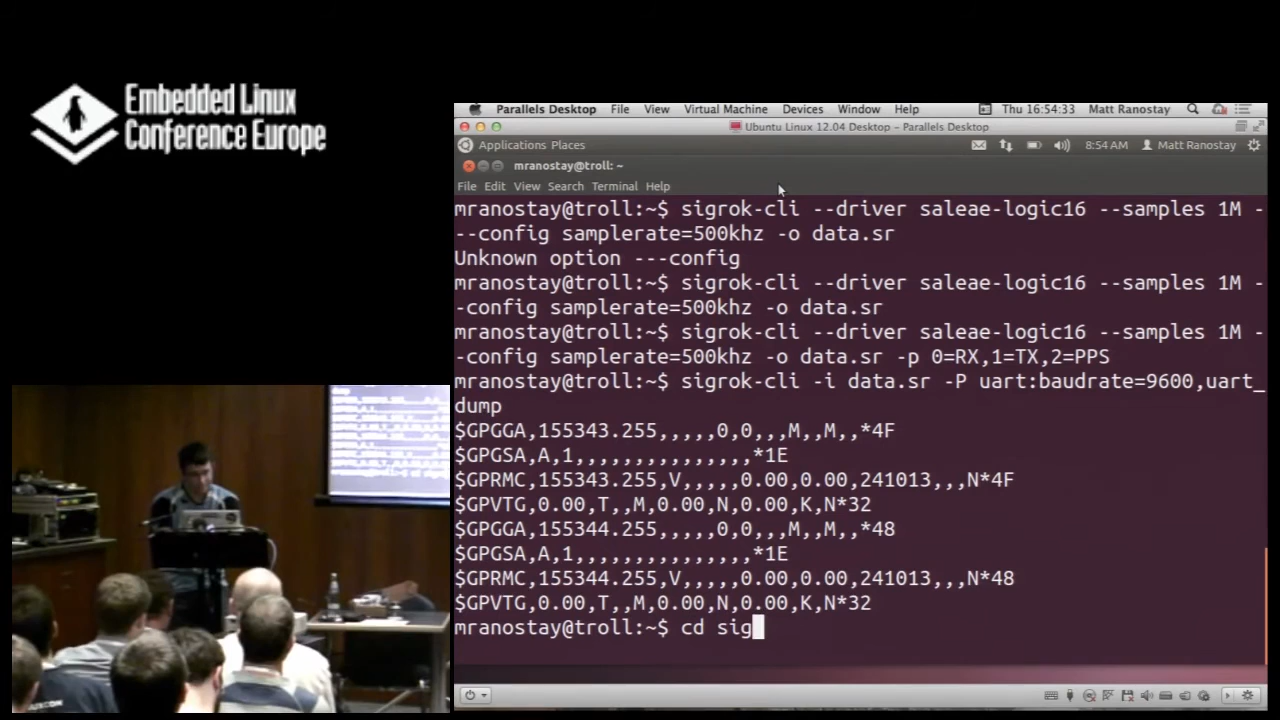 Embedded Linux
Conference Europe
Parallels Desktop File View Virtual Machine Devices Window Help Thu 16:54:33 Matt Ranostay
Ubuntu Linux 12.04 Desktop – Parallels Desktop
Applications Places 8:54 AM Matt Ranostay
mranostay@troll: ~
File Edit View Search Terminal Help
mranostay@troll:~$ sigrok-cli --driver saleae-logic16 --samples 1M -
--config samplerate=500khz -o data.sr
Unknown option ---config
mranostay@troll:~$ sigrok-cli --driver saleae-logic16 --samples 1M -
-config samplerate=500khz -o data.sr
mranostay@troll:~$ sigrok-cli --driver saleae-logic16 --samples 1M -
-config samplerate=500khz -o data.sr -p 0=RX,1=TX,2=PPS
mranostay@troll:~$ sigrok-cli -i data.sr -P uart:baudrate=9600,uart_
dump
$GPGGA,155343.255,,,,,0,0,,,M,,M,,*4F
$GPGSA,A,1,,,,,,,,,,,,,,,*1E
$GPRMC,155343.255,V,,,,,0.00,0.00,241013,,,N*4F
$GPVTG,0.00,T,,M,0.00,N,0.00,K,N*32
$GPGGA,155344.255,,,,,0,0,,,M,,M,,*48
$GPGSA,A,1,,,,,,,,,,,,,,,*1E
$GPRMC,155344.255,V,,,,,0.00,0.00,241013,,,N*48
$GPVTG,0.00,T,,M,0.00,N,0.00,K,N*32
mranostay@troll:~$ cd sig